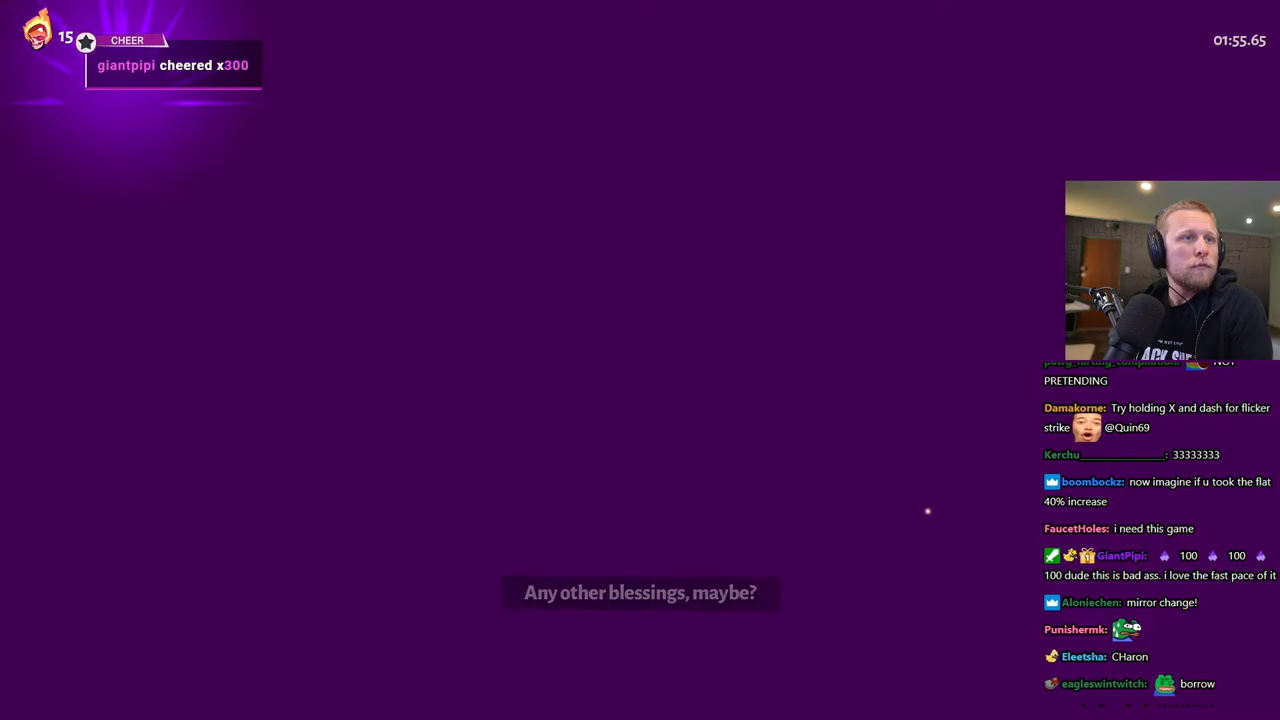 15
CHEER
giantpipi cheered x300
01:55.65
NOT
PRETENDING
Damakorne: Try holding X and dash for flicker
strike @Quin69
Kerchu_______________: 33333333
boombockz: now imagine if u took the flat
40% increase
FaucetHoles: i need this game
GiantPipi: 100 100
100 dude this is bad ass. i love the fast pace of it
Any other blessings, maybe?
Aloniechen: mirror change!
Punishermk:
Eleetsha: CHaron
eagleswintwitch: borrow